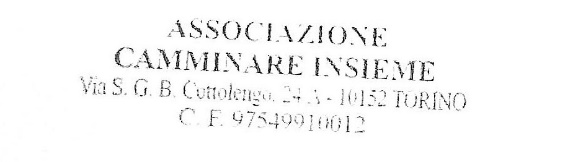 ASSOCIAZIONE
CAMMINARE INSIEME
Via S. G. B. Cottolengo, 24 A - 10152 TORINO
C. F. 97549910012